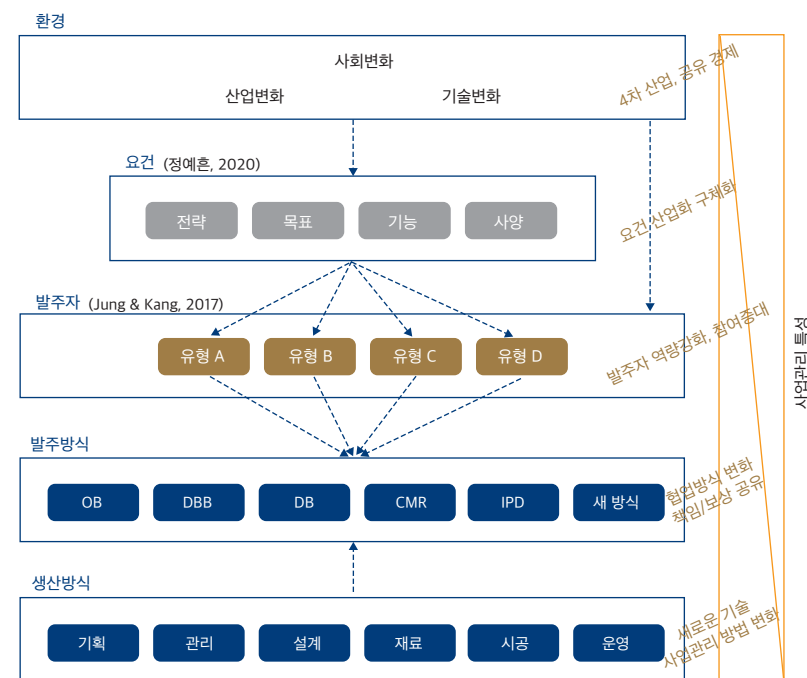 환경
사회변화
산업변화 기술변화
4차 산업, 공유 경제
요건 (정예흔, 2020)
전략 목표 기능 사양
요건 산업화 구체화
발주자 (Jung & Kang, 2017)
유형 A 유형 B 유형 C 유형 D
발주자 역량강화, 참여증대
사업관리 특성
발주방식
OB DBB DB CMR IPD 새 방식
협업방식 변화
책임/보상 공유
생산방식
기획 관리 설계 재료 시공 운영
새로운 기술
사업관리 방법 변화